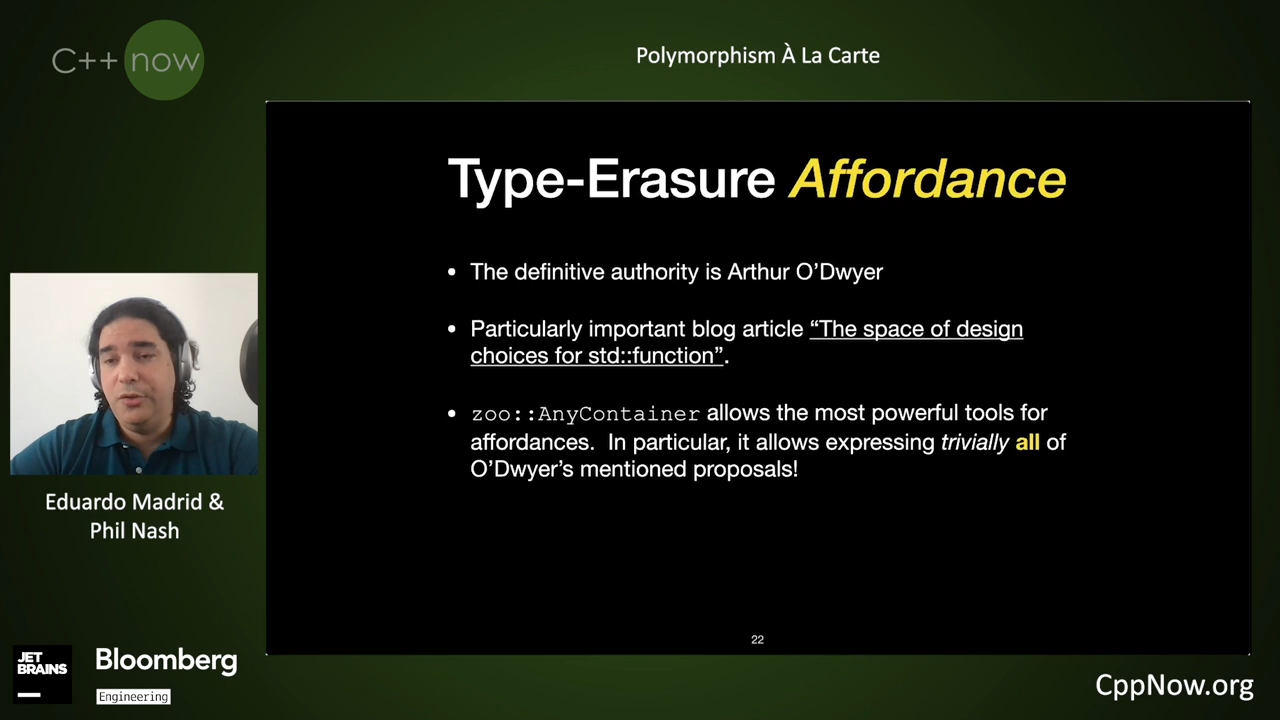 C++ now
Polymorphism À La Carte
Type-Erasure Affordance
• The definitive authority is Arthur O’Dwyer
• Particularly important blog article “The space of design
choices for std::function”.
• zoo::AnyContainer allows the most powerful tools for
affordances. In particular, it allows expressing trivially all of
O’Dwyer’s mentioned proposals!
22
Eduardo Madrid &
Phil Nash
JET
BRAINS
Bloomberg
Engineering
CppNow.org